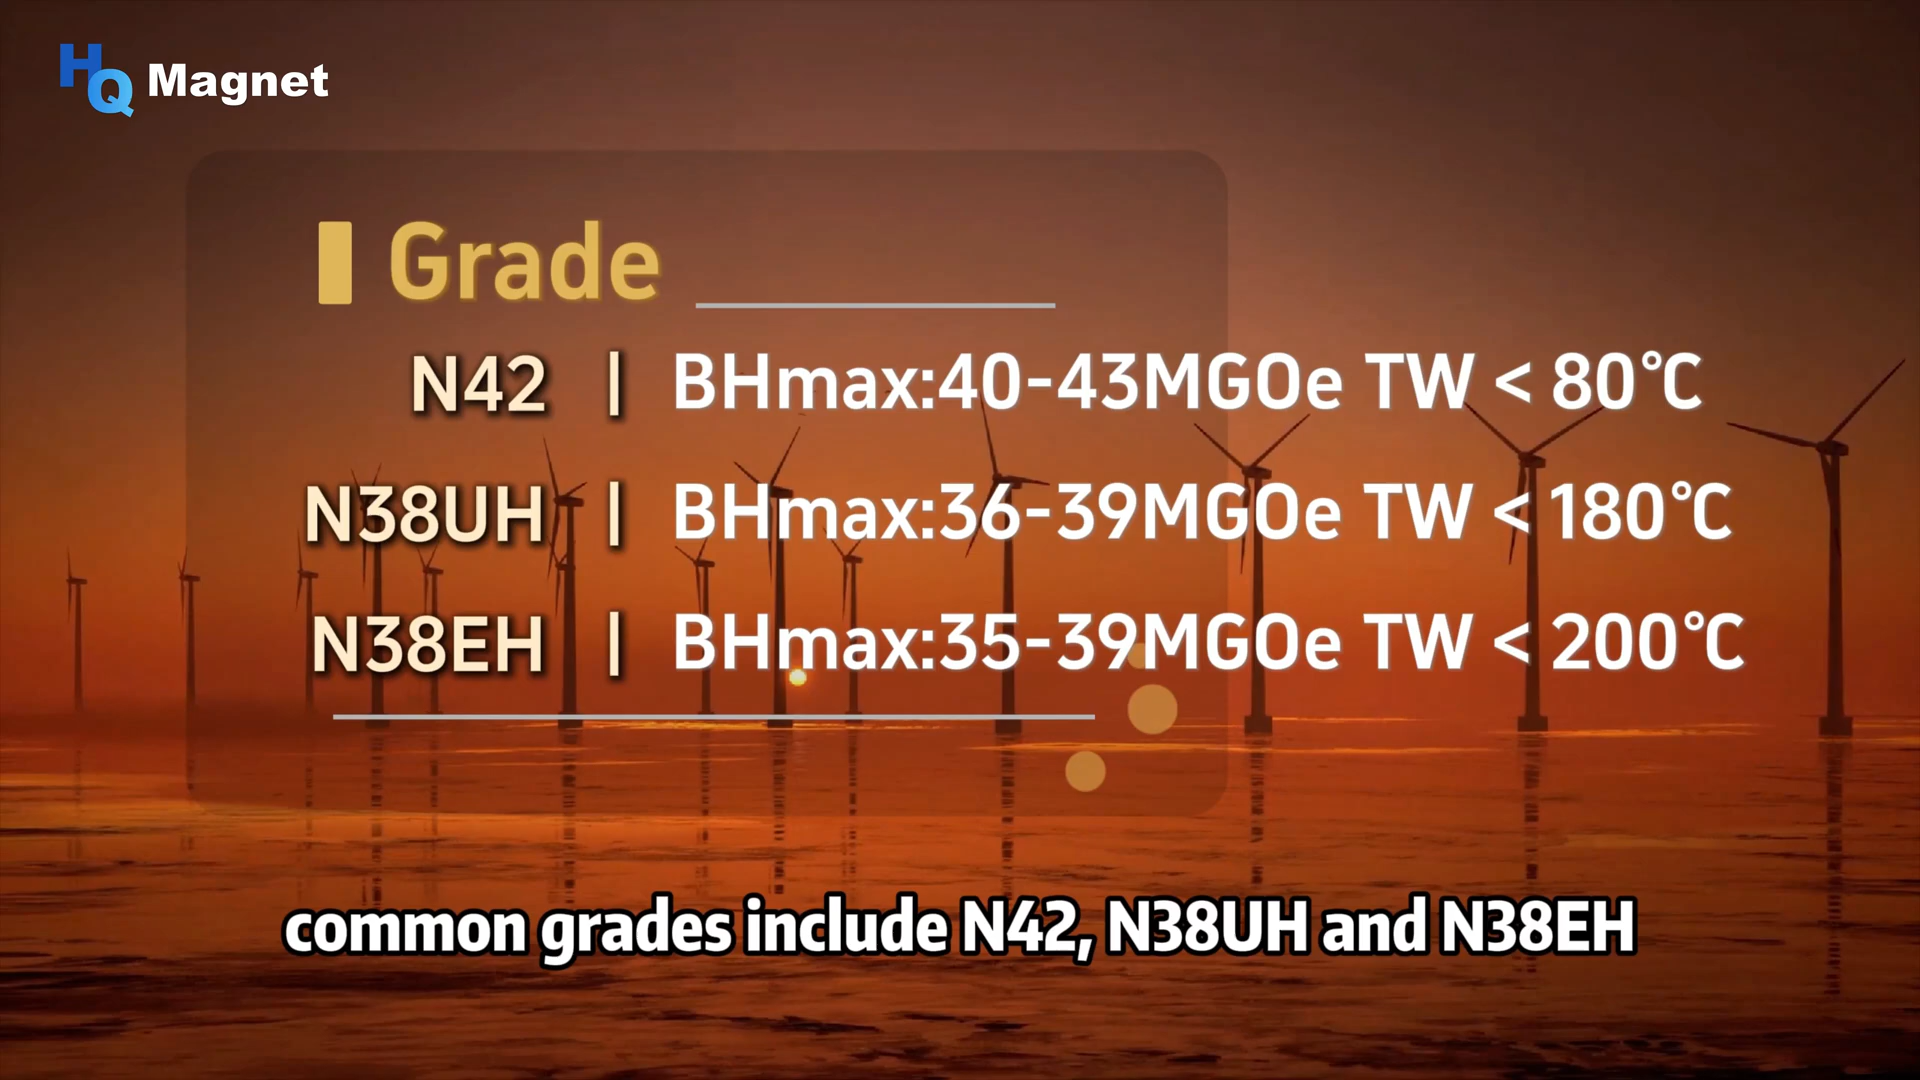 HQ Magnet
Grade
N42 | BHmax:40-43MGOe TW < 80℃
N38UH | BHmax:36-39MGOe TW < 180℃
N38EH | BHmax:35-39MGOe TW < 200℃
common grades include N42, N38UH and N38EH